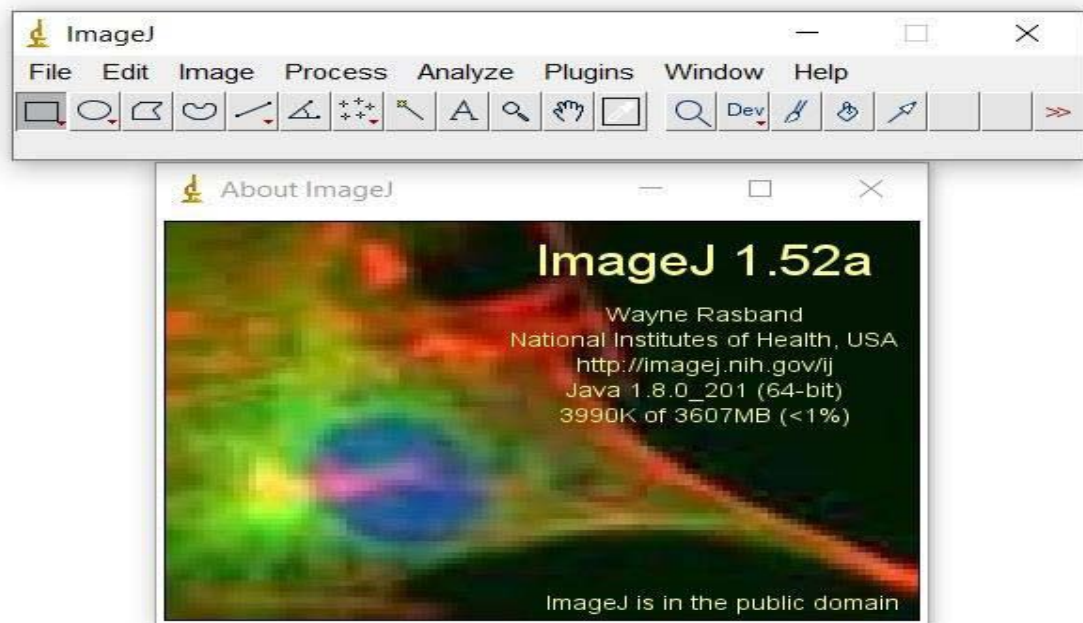 ImageJ
File Edit Image Process Analyze Plugins Window Help
A Dev >>
About ImageJ
ImageJ 1.52a
Wayne Rasband
National Institutes of Health, USA
http://imagej.nih.gov/ij
Java 1.8.0_201 (64-bit)
3990K of 3607MB (<1%)
ImageJ is in the public domain